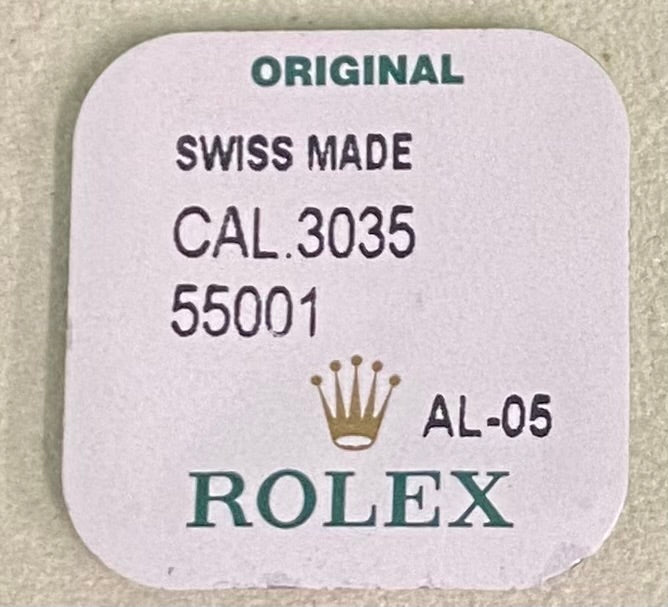 ORIGINAL
SWISS MADE
CAL.3035
55001
AL-05
ROLEX